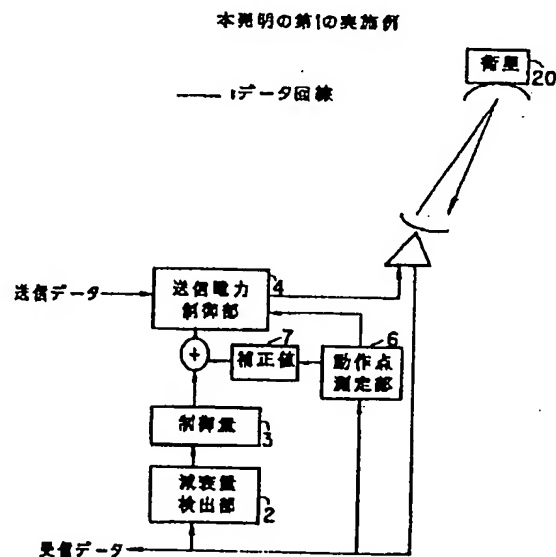 本発明の第1の実施例
衛星
20
1データ回線
送信データ
送信電力
制御部
4
7
補正値
6
動作点
測定部
+
制御量
3
減衰量
検出部
2
受信データ